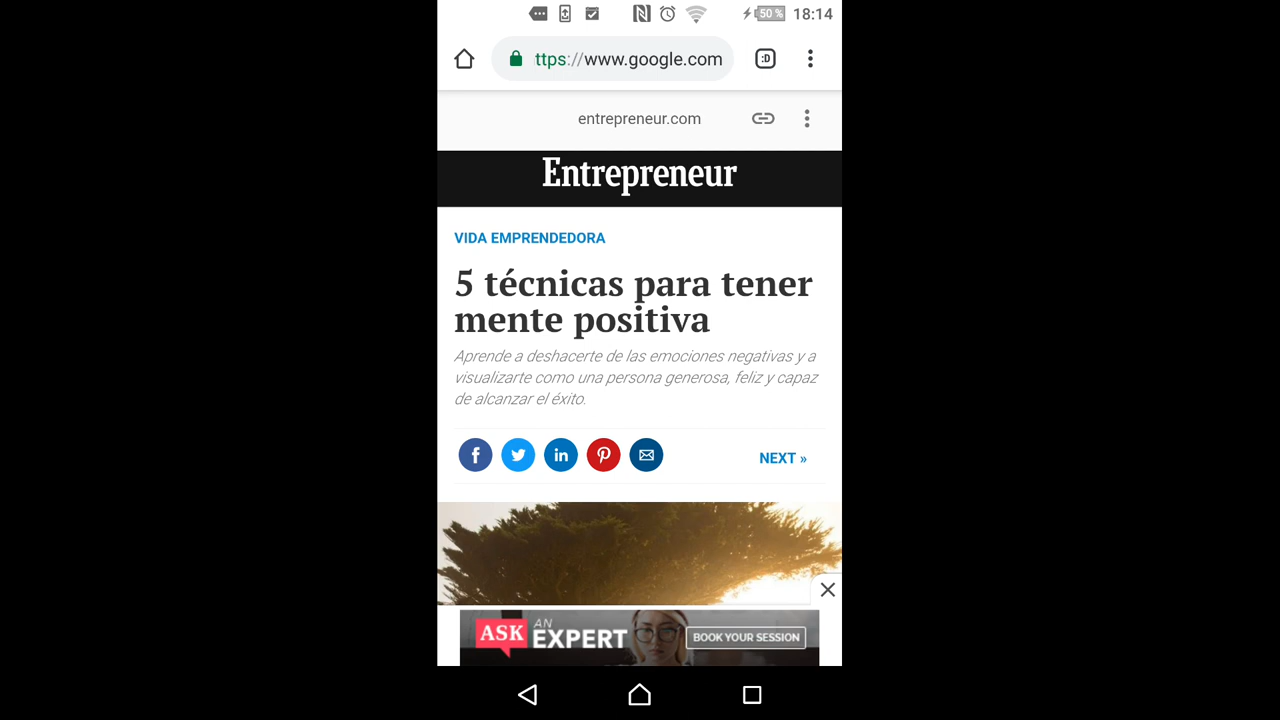 50 % 18:14
ttps://www.google.com :D
entrepreneur.com
Entrepreneur
VIDA EMPRENDEDORA
5 técnicas para tener
mente positiva
Aprende a deshacerte de las emociones negativas y a
visualizarte como una persona generosa, feliz y capaz
de alcanzar el éxito.
f in NEXT »
ASK AN EXPERT BOOK YOUR SESSION